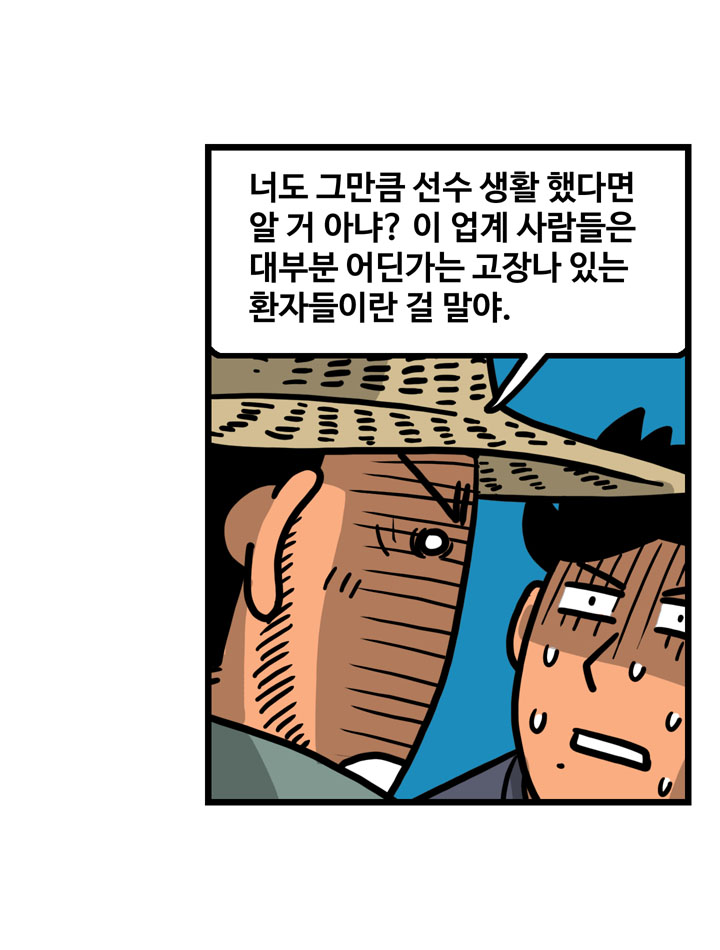 너도 그만큼 선수 생활 했다면
알 거 아냐? 이 업계 사람들은
대부분 어딘가는 고장나 있는
환자들이란 걸 말야.